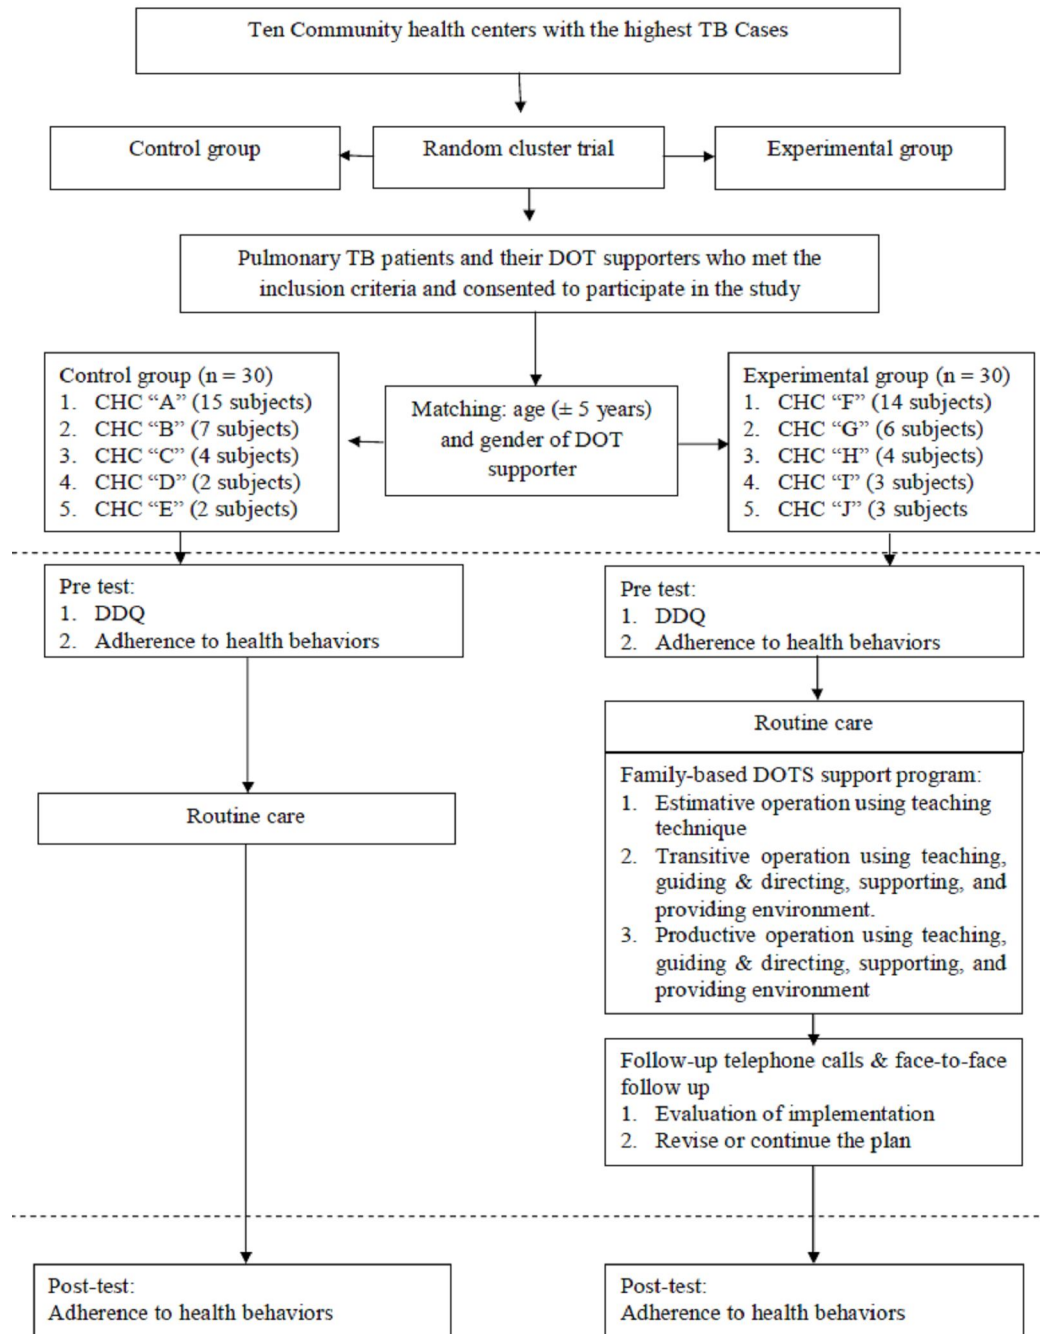 Ten Community health centers with the highest TB Cases
Control group
Random cluster trial
Experimental group
Pulmonary TB patients and their DOT supporters who met the
inclusion criteria and consented to participate in the study
Control group (n = 30)
1. CHC “A” (15 subjects)
2. CHC “B” (7 subjects)
3. CHC “C” (4 subjects)
4. CHC “D” (2 subjects)
5. CHC “E” (2 subjects)
Matching: age (± 5 years)
and gender of DOT
supporter
Experimental group (n = 30)
1. CHC “F” (14 subjects)
2. CHC “G” (6 subjects)
3. CHC “H” (4 subjects)
4. CHC “I” (3 subjects)
5. CHC “J” (3 subjects
Pre test:
1. DDQ
2. Adherence to health behaviors
Pre test:
1. DDQ
2. Adherence to health behaviors
Routine care
Routine care
Family-based DOTS support program:
1. Estimative operation using teaching
technique
2. Transitive operation using teaching,
guiding & directing, supporting, and
providing environment.
3. Productive operation using teaching,
guiding & directing, supporting, and
providing environment
Follow-up telephone calls & face-to-face
follow up
1. Evaluation of implementation
2. Revise or continue the plan
Post-test:
Adherence to health behaviors
Post-test:
Adherence to health behaviors